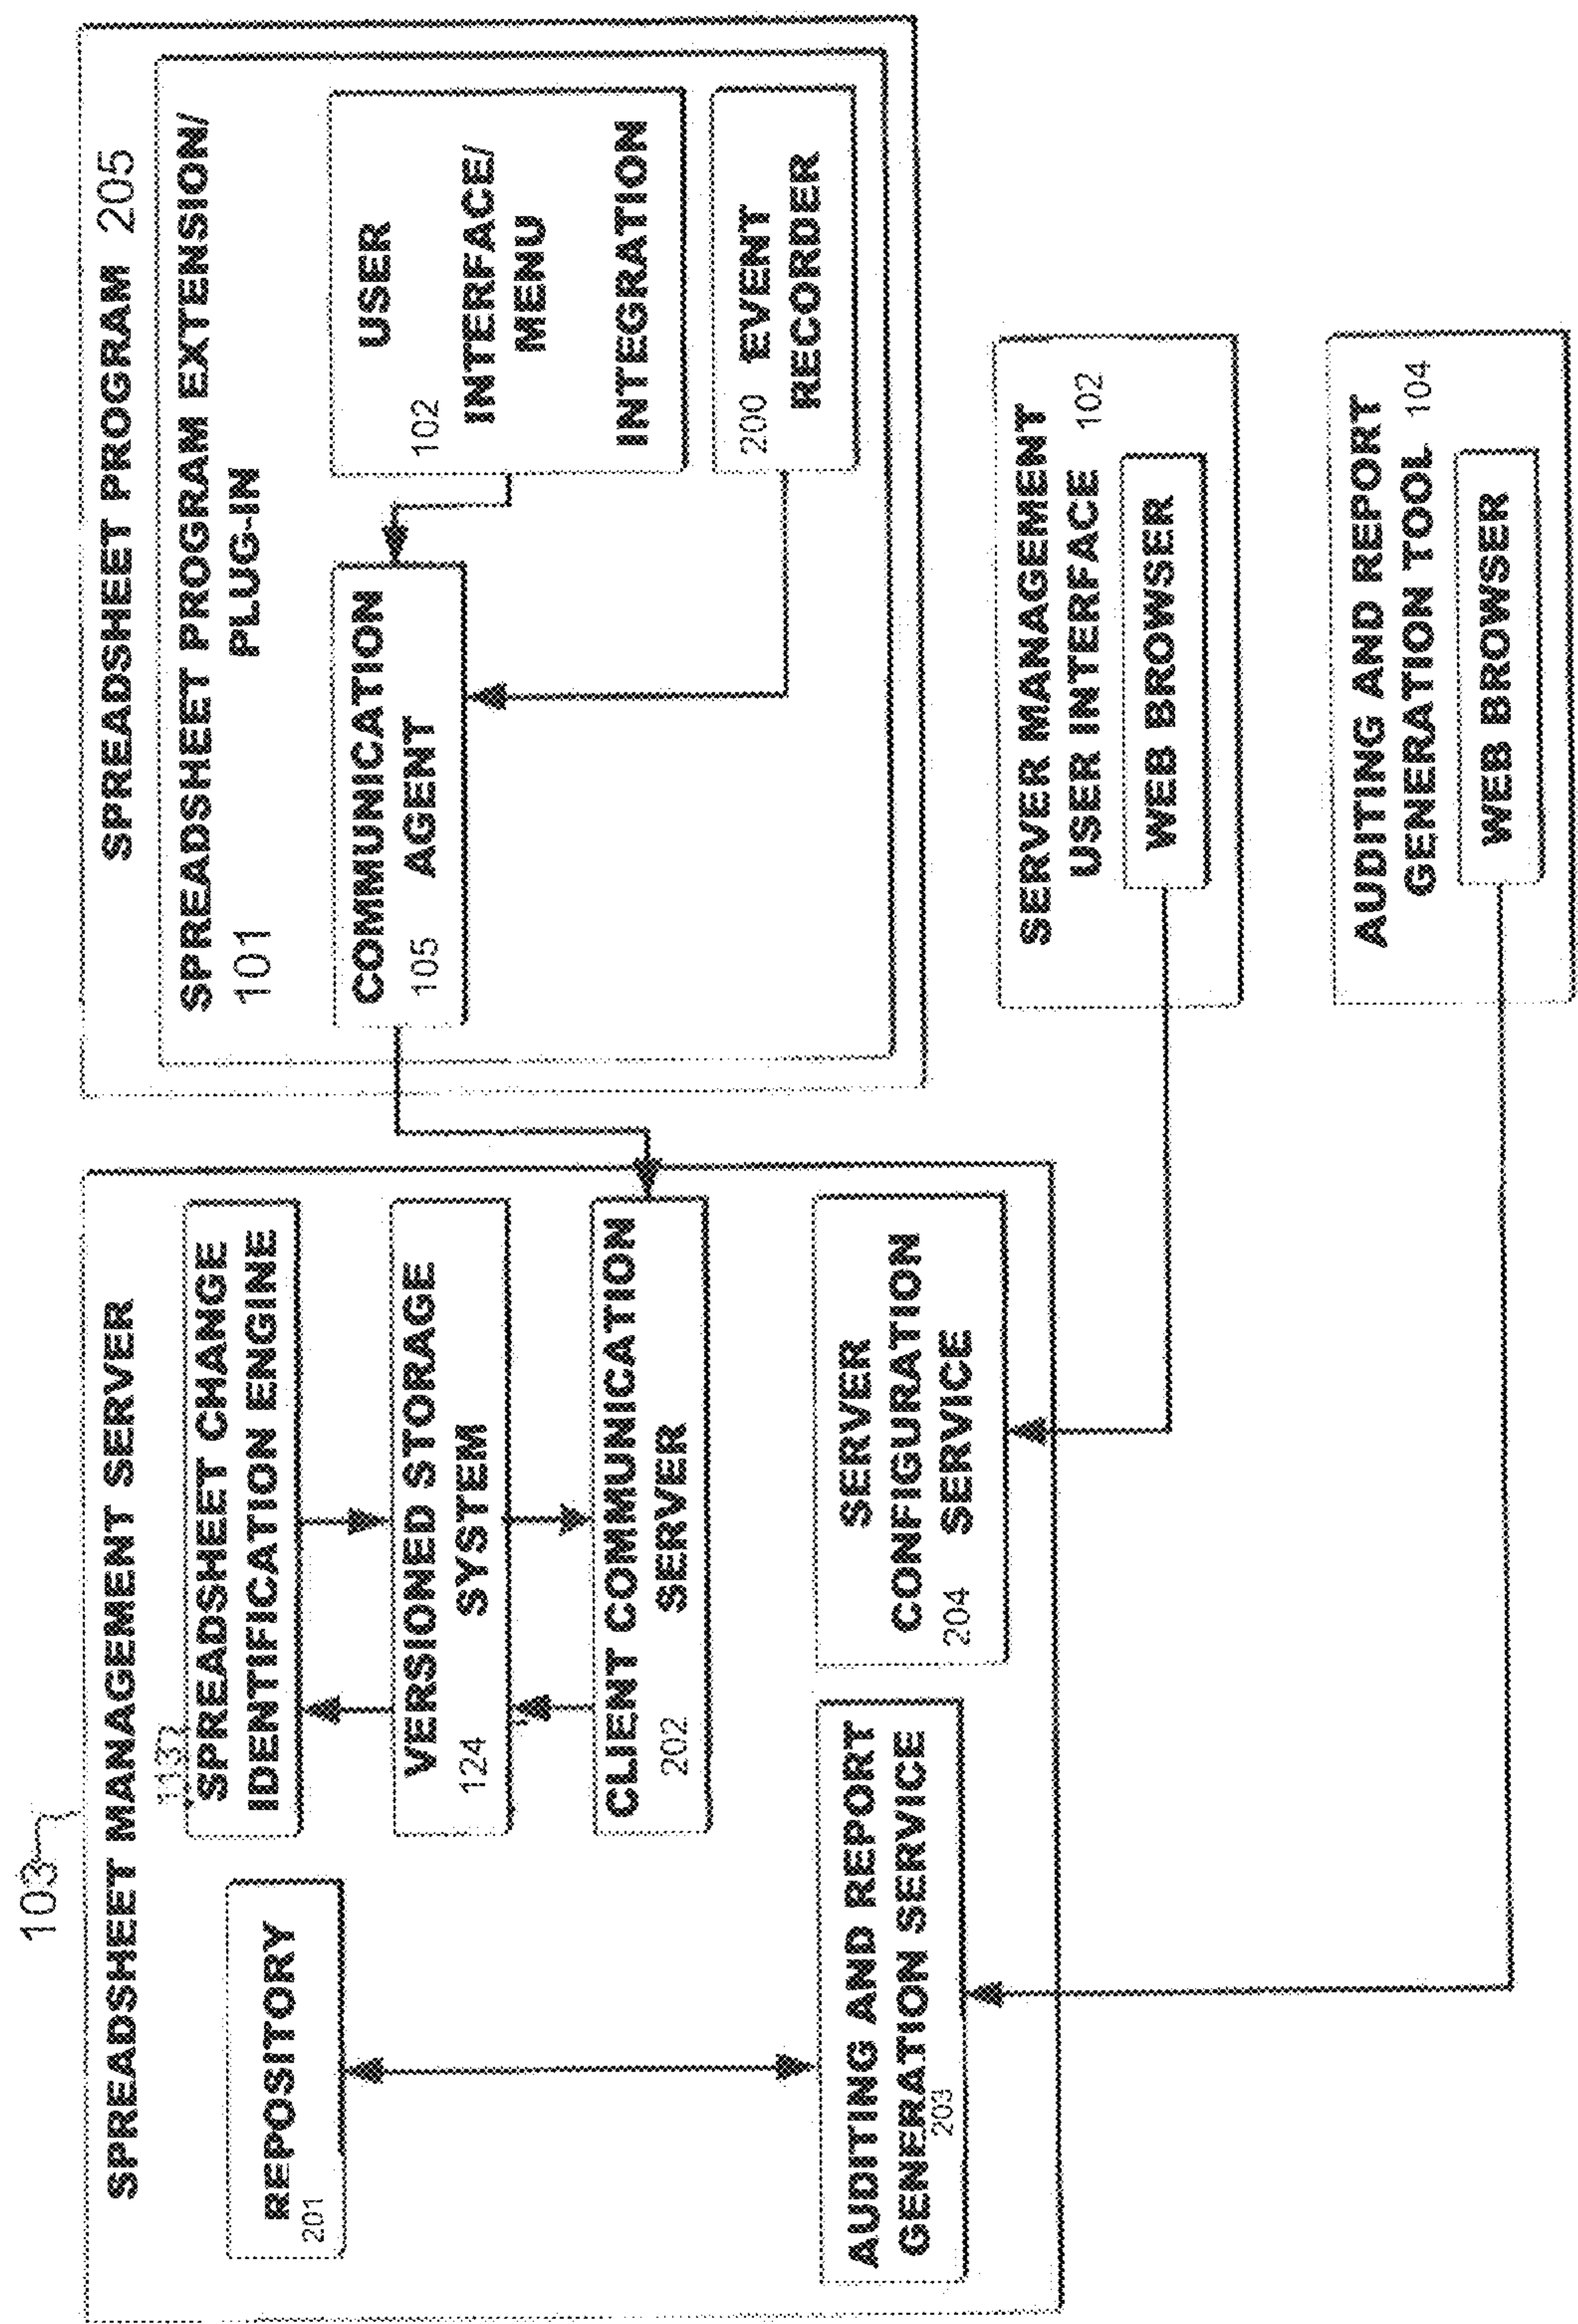 103
SPREADSHEET MANAGEMENT SERVER
REPOSITORY
201
1137
SPREADSHEET CHANGE
IDENTIFICATION ENGINE
VERSIONED STORAGE
124 SYSTEM
CLIENT COMMUNICATION
202 SERVER
AUDITING AND REPORT
GENERATION SERVICE
203
SERVER
CONFIGURATION
204 SERVICE
SPREADSHEET PROGRAM 205
SPREADSHEET PROGRAM EXTENSION/
101 PLUG-IN
COMMUNICATION
105 AGENT
USER
102
INTERFACE/
MENU
INTEGRATION
200 EVENT
RECORDER
SERVER MANAGEMENT
USER INTERFACE 102
WEB BROWSER
AUDITING AND REPORT
GENERATION TOOL 104
WEB BROWSER